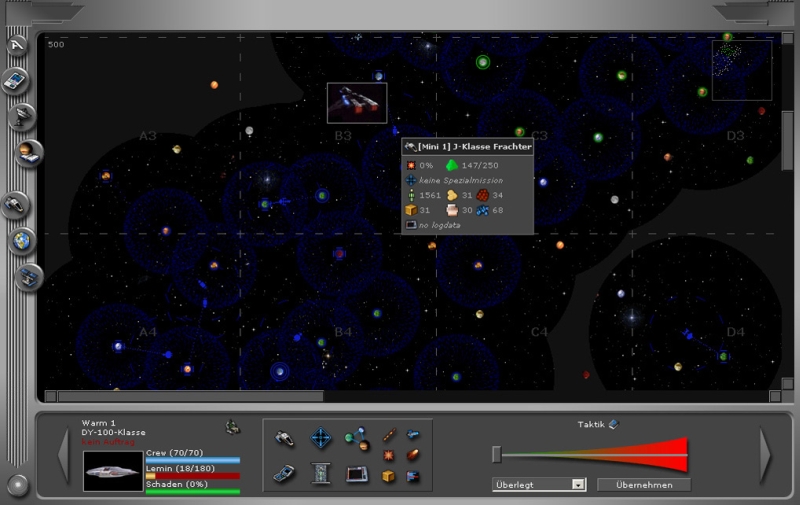 500
A3
B3
C3
D3
[Mini 1] J-Klasse Frachter
0% 147/250
keine Spezialmission
1561 31 34
31 30 68
no logdata
A4
B4
C4
D4
Warm 1
DY-100-Klasse
kein Auftrag
Crew (70/70)
Lemin (18/180)
Schaden (0%)
Taktik
Überlegt
Übernehmen